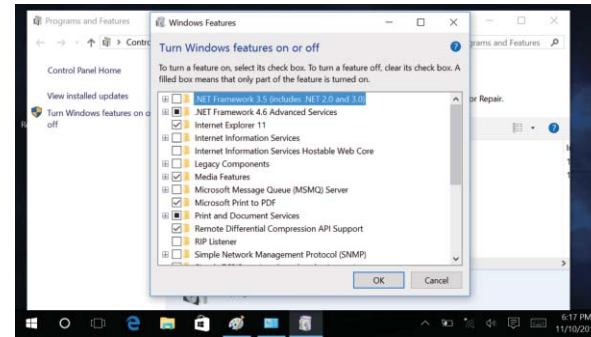 Programs and Features
Windows Features
Turn Windows features on or off
To turn a feature on, select its check box. To turn a feature off, clear its check box. A
filled box means that only part of the feature is turned on.
.NET Framework 3.5 (includes .NET 2.0 and 3.0)
.NET Framework 4.6 Advanced Services
Internet Explorer 11
Internet Information Services
Internet Information Services Hostable Web Core
Legacy Components
Media Features
Microsoft Message Queue (MSMQ) Server
Microsoft Print to PDF
Print and Document Services
Remote Differential Compression API Support
RIP Listener
Simple Network Management Protocol (SNMP)
OK
Cancel
Contro
rams and Features
Control Panel Home
View installed updates
Turn Windows features on o
off
or Repair.
6:17 PM
11/10/20